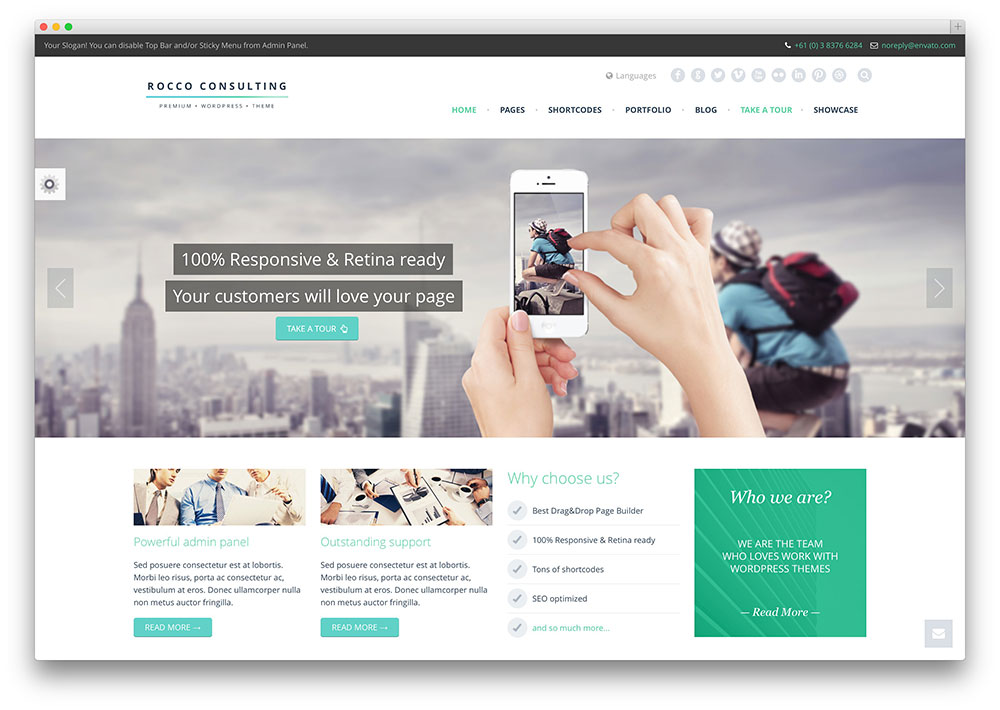 Your Slogan! You can disable Top Bar and/or Sticky Menu from Admin Panel.
+61 (0) 3 8376 6284
noreply@envato.com
Languages
ROCCO CONSULTING
PREMIUM • WORDPRESS • THEME
HOME • PAGES • SHORTCODES • PORTFOLIO • BLOG • TAKE A TOUR • SHOWCASE
100% Responsive & Retina ready
Your customers will love your page
TAKE A TOUR
Powerful admin panel
Sed posuere consectetur est at lobortis.
Morbi leo risus, porta ac consectetur ac,
vestibulum at eros. Donec ullamcorper nulla
non metus auctor fringilla.
READ MORE →
Outstanding support
Sed posuere consectetur est at lobortis.
Morbi leo risus, porta ac consectetur ac,
vestibulum at eros. Donec ullamcorper nulla
non metus auctor fringilla.
READ MORE →
Why choose us?
Best Drag&Drop Page Builder
100% Responsive & Retina ready
Tons of shortcodes
SEO optimized
and so much more...
Who we are?
WE ARE THE TEAM
WHO LOVES WORK WITH
WORDPRESS THEMES
— Read More —